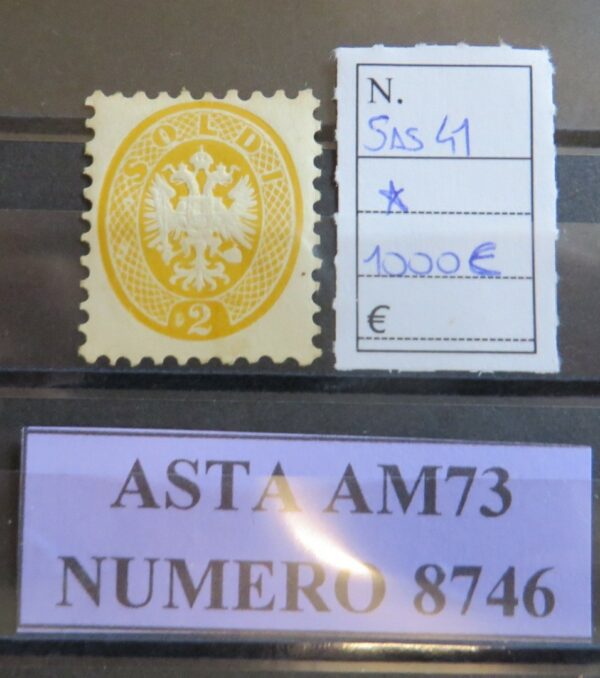 SOLDI
2
N.
SAS 41
1000€
€
ASTA AM73
NUMERO 8746